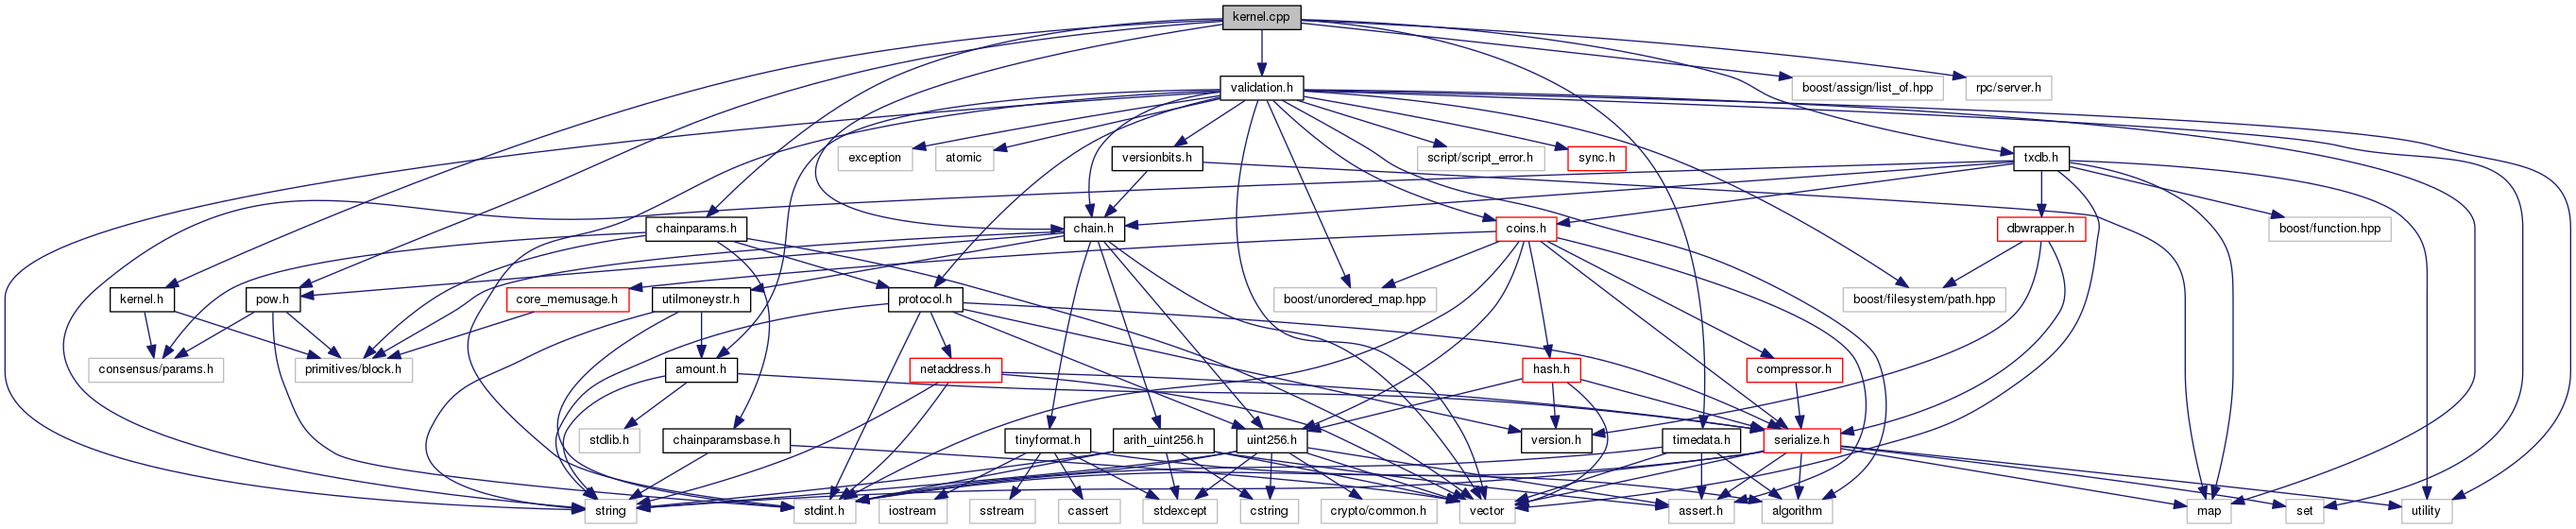 kernel.cpp
validation.h
boost/assign/list_of.hpp
rpc/server.h
exception
atomic
versionbits.h
script/script_error.h
sync.h
txdb.h
chainparams.h
chain.h
coins.h
dbwrapper.h
boost/function.hpp
kernel.h
pow.h
core_memusage.h
utilmoneystr.h
protocol.h
boost/unordered_map.hpp
boost/filesystem/path.hpp
consensus/params.h
primitives/block.h
amount.h
netaddress.h
hash.h
compressor.h
stdlib.h
chainparamsbase.h
tinyformat.h
arith_uint256.h
uint256.h
version.h
timedata.h
serialize.h
string
stdint.h
iostream
sstream
cassert
stdexcept
cstring
crypto/common.h
vector
assert.h
algorithm
map
set
utility